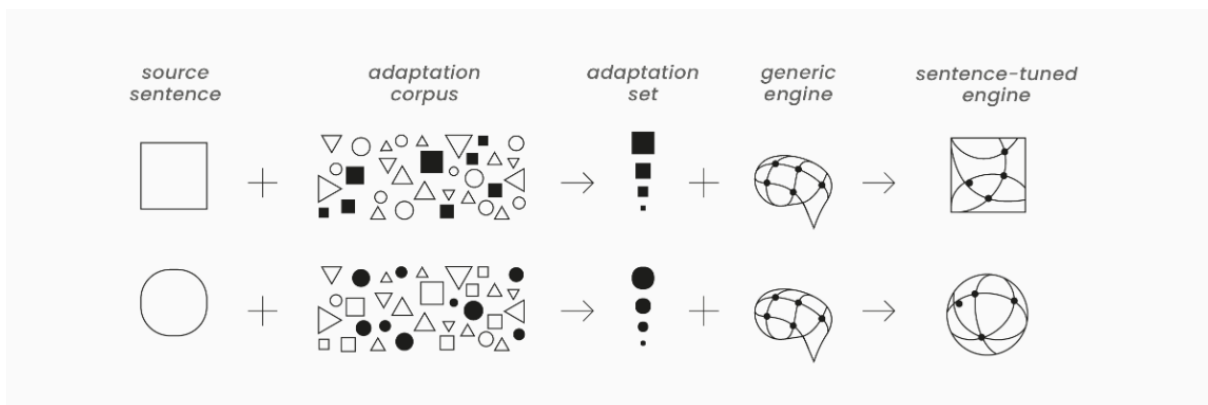 source
sentence
adaptation
corpus
adaptation
set
generic
engine
sentence-tuned
engine